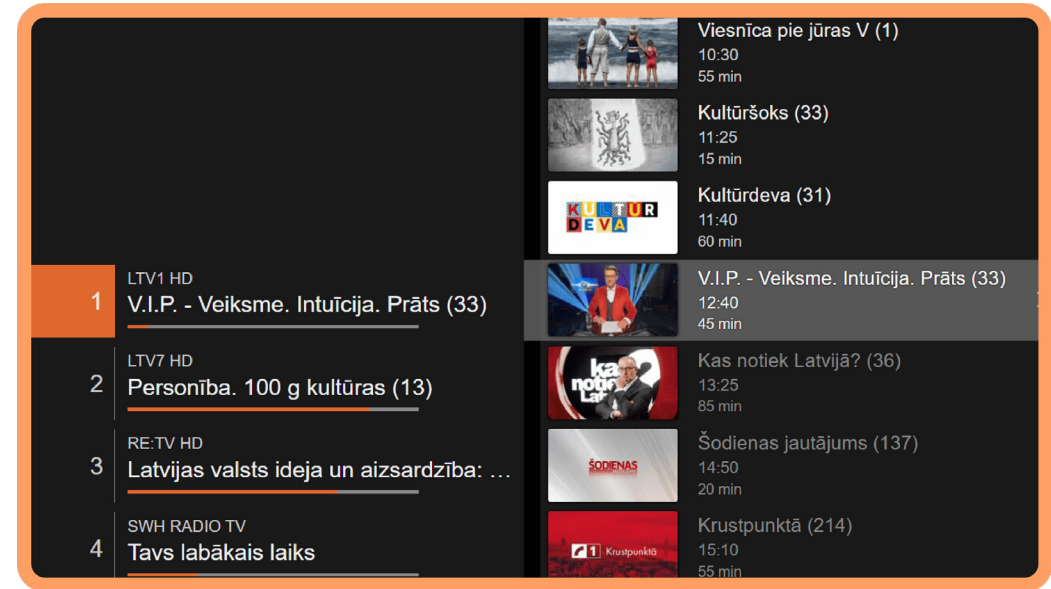 1
LTV1 HD
V.I.P. - Veiksme. Intuīcija. Prāts (33)
2
LTV7 HD
Personība. 100 g kultūras (13)
3
RE:TV HD
Latvijas valsts ideja un aizsardzība: …
4
SWH RADIO TV
Tavs labākais laiks
Viesnīca pie jūras V (1)
10:30
55 min
Kultūršoks (33)
11:25
15 min
KULTŪR
DEVA
Kultūrdeva (31)
11:40
60 min
V.I.P. - Veiksme. Intuīcija. Prāts (33)
12:40
45 min
kas
notiek
Lat
Kas notiek Latvijā? (36)
13:25
85 min
ŠODIENAS
Šodienas jautājums (137)
14:50
20 min
1 Krustpunktā
Krustpunktā (214)
15:10
55 min